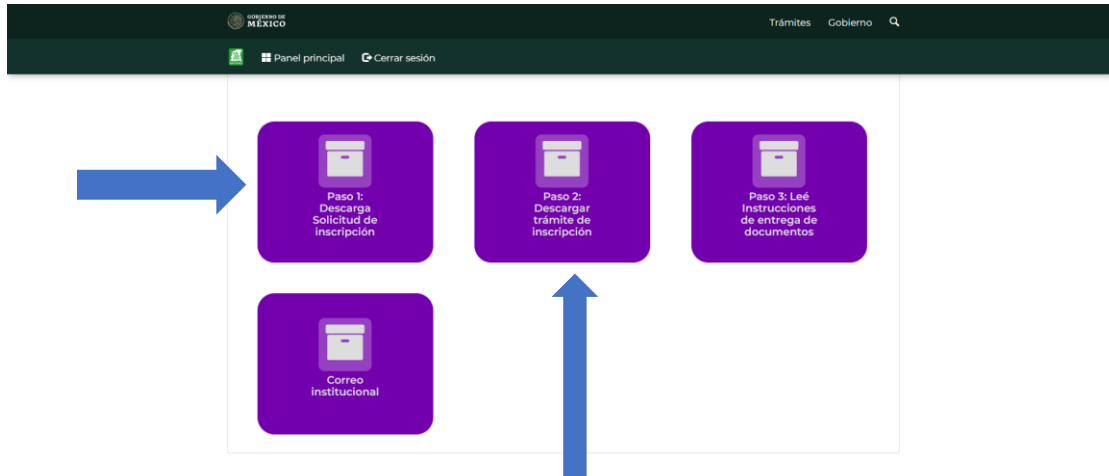 GOBIERNO DE
MÉXICO
Trámites Gobierno
Panel principal Cerrar sesión
Paso 1:
Descarga
Solicitud de
inscripción
Paso 2:
Descargar
trámite de
inscripción
Paso 3: Leé
Instrucciones
de entrega de
documentos
Correo
institucional